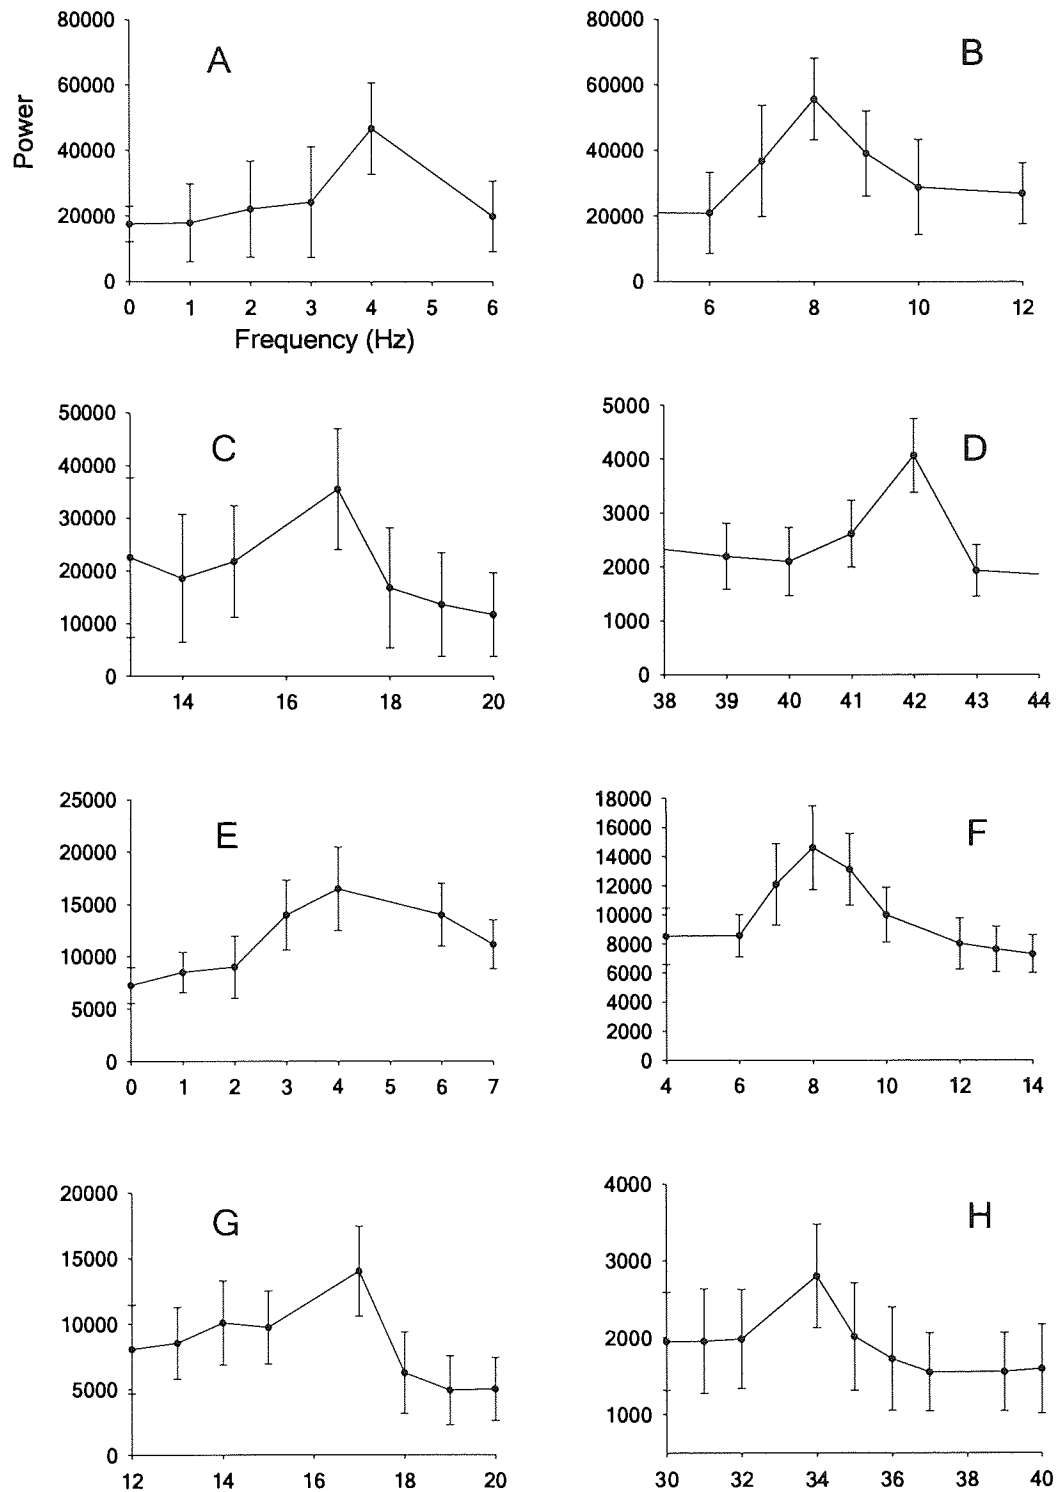 80000
60000
40000
20000
0
Power
A
0 1 2 3 4 5 6
Frequency (Hz)
80000
60000
40000
20000
0
B
6 8 10 12
50000
40000
30000
20000
10000
0
C
14 16 18 20
5000
4000
3000
2000
1000
0
D
38 39 40 41 42 43 44
25000
20000
15000
10000
5000
0
E
0 1 2 3 4 5 6 7
18000
16000
14000
12000
10000
8000
6000
4000
2000
0
F
4 6 8 10 12 14
20000
15000
10000
5000
0
G
12 14 16 18 20
4000
3000
2000
1000
H
30 32 34 36 38 40